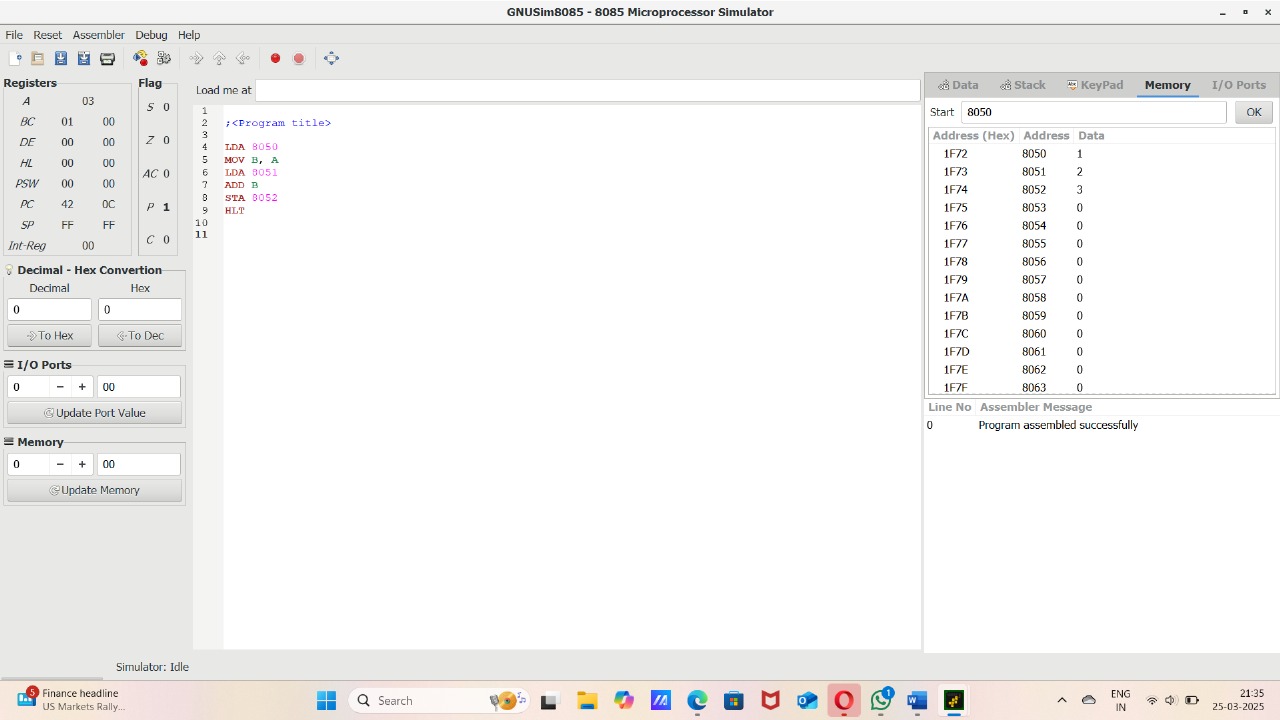 GNUSim8085 - 8085 Microprocessor Simulator
File Reset Assembler Debug Help
Registers
A 03
BC 01 00
DE 00 00
HL 00 00
PSW 00 00
PC 42 0C
SP FF FF
Int-Reg 00
Flag
S 0
Z 0
AC 0
P 1
C 0
Decimal - Hex Convertion
Decimal Hex
0 0
To Hex To Dec
I/O Ports
0 − + 00
Update Port Value
Memory
0 − + 00
Update Memory
Load me at
1
2 ;<Program title>
3
4 LDA 8050
5 MOV B, A
6 LDA 8051
7 ADD B
8 STA 8052
9 HLT
10
11
Data Stack KeyPad Memory I/O Ports
Start 8050 OK
Address (Hex) Address Data
1F72 8050 1
1F73 8051 2
1F74 8052 3
1F75 8053 0
1F76 8054 0
1F77 8055 0
1F78 8056 0
1F79 8057 0
1F7A 8058 0
1F7B 8059 0
1F7C 8060 0
1F7D 8061 0
1F7E 8062 0
1F7F 8063 0
Line No Assembler Message
0 Program assembled successfully
Simulator: Idle
5
Finance headline
US Markets Rally...
Search
1
ENG
IN
21:35
25-03-2025